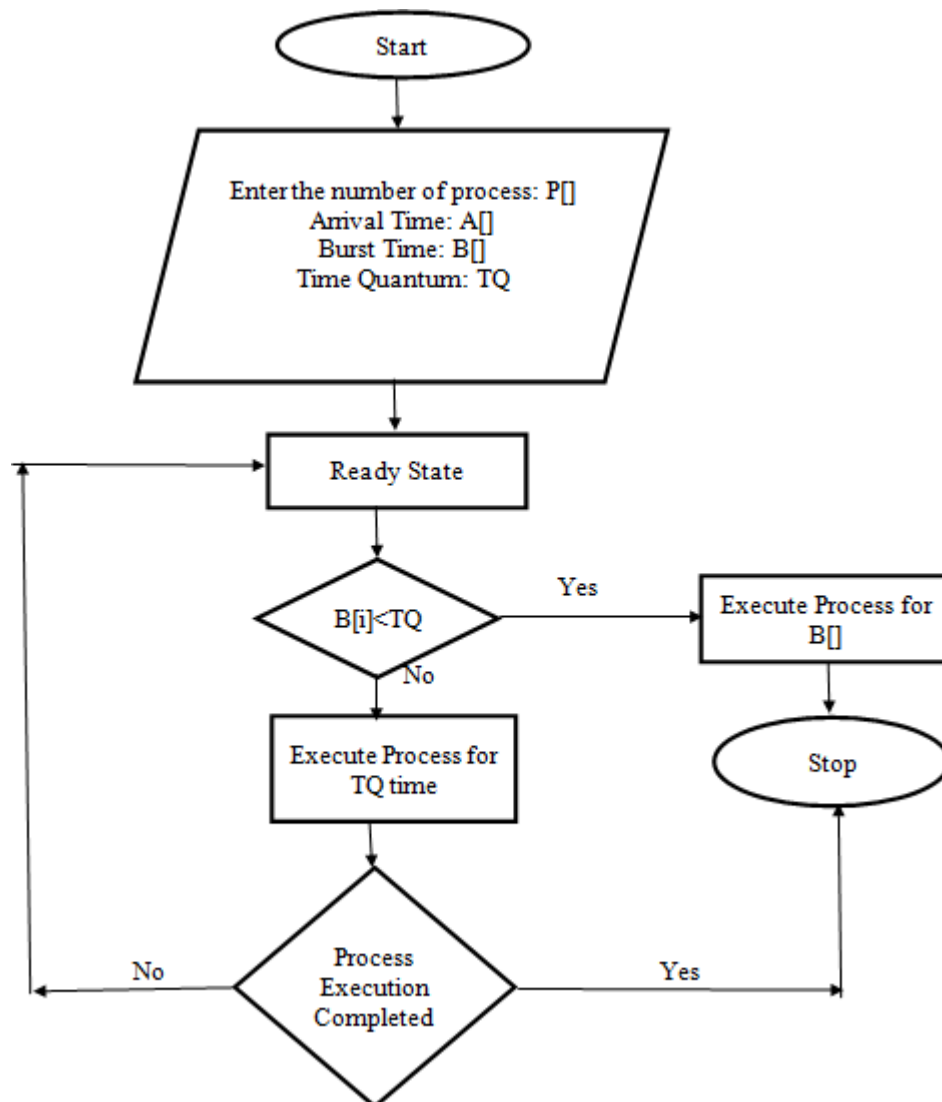 Start
Enter the number of process: P[]
Arrival Time: A[]
Burst Time: B[]
Time Quantum: TQ
Ready State
B[i]<TQ
Yes
Execute Process for
B[]
No
Execute Process for
TQ time
Stop
Process
Execution
Completed
No
Yes